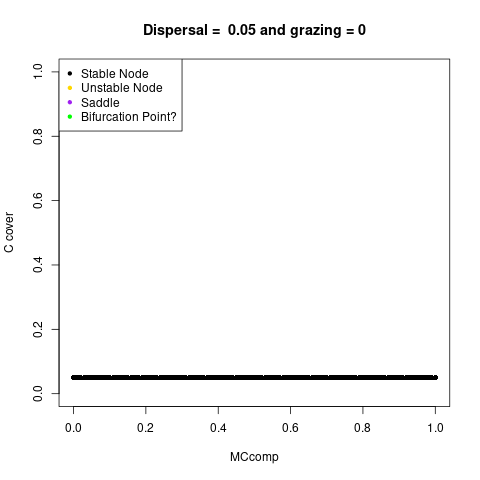 Dispersal =  0.05 and grazing = 0
Stable Node
Unstable Node
Saddle
Bifurcation Point?
1.0
0.8
0.6
0.4
0.2
0.0
C cover
0.0 0.2 0.4 0.6 0.8 1.0
MCcomp